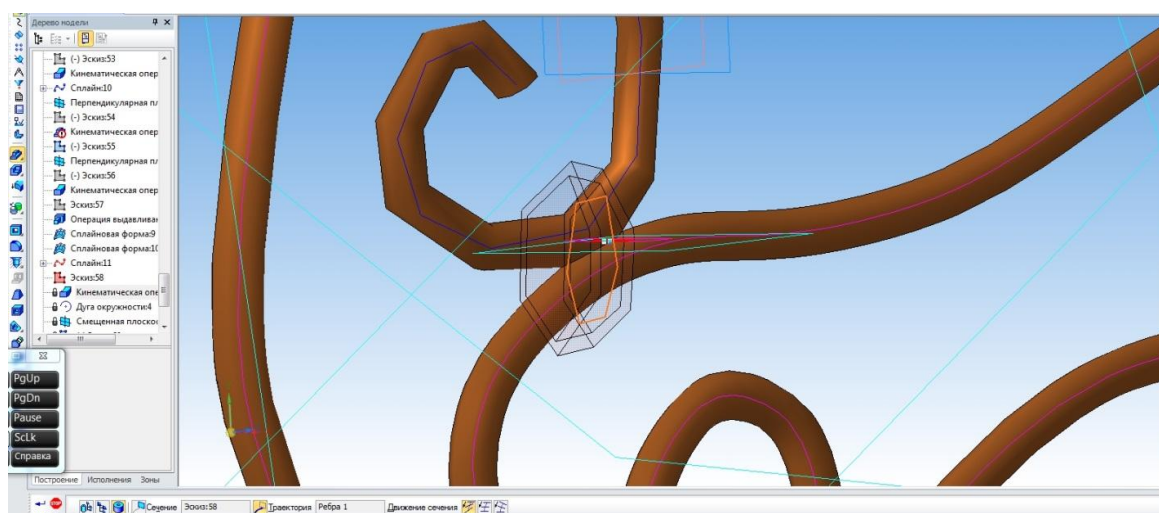 Дерево модели
(-) Эскиз:53
Кинематическая опер
Сплайн:10
Перпендикулярная пл
(-) Эскиз:54
Кинематическая опер
(-) Эскиз:55
Перпендикулярная пл
(-) Эскиз:56
Кинематическая опер
Эскиз:57
Операция выдавливан
Сплайновая форма:9
Сплайновая форма:10
Сплайн:11
Эскиз:58
Кинематическая опе
Дуга окружности:4
Смещенная плоскос
PgUp
PgDn
Pause
ScLk
Справка
Построение Исполнения Зоны
STOP Сечение Эскиз:58 Траектория Ребра 1 Движение сечения